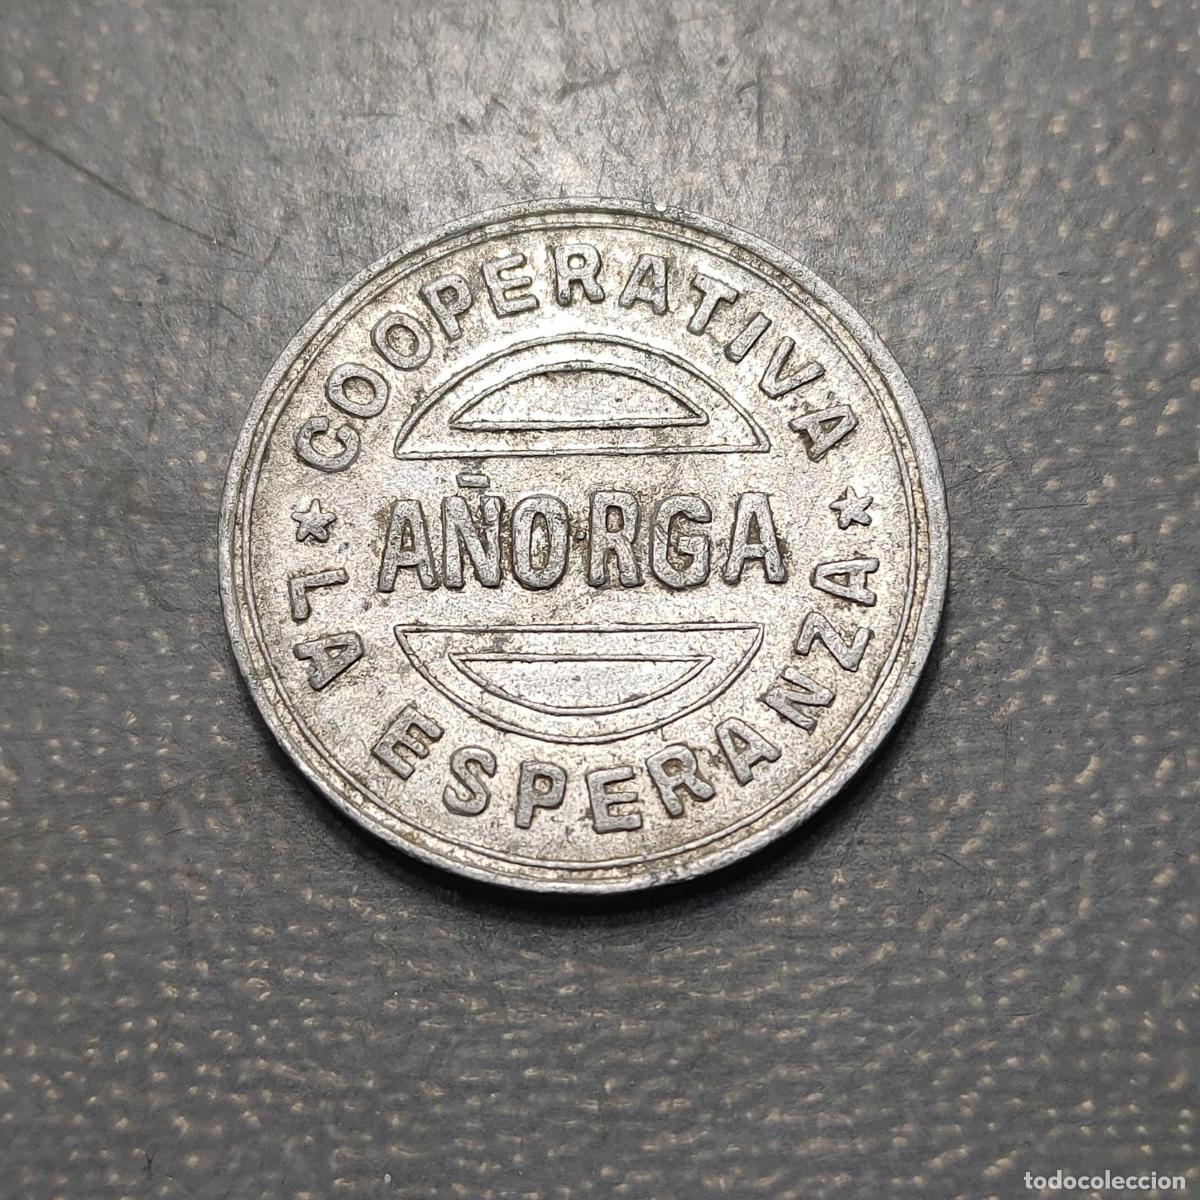 COOPERATIVA
AÑORGA
LA ESPERANZA
todocoleccion